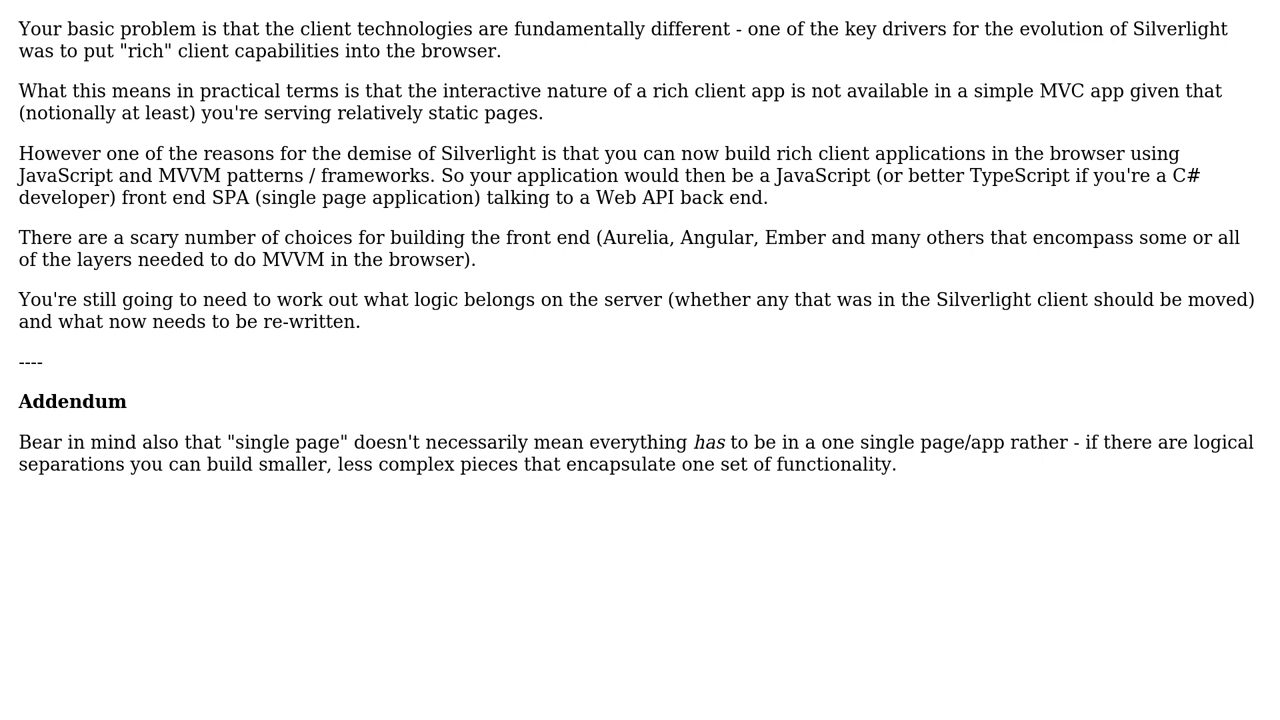 Your basic problem is that the client technologies are fundamentally different - one of the key drivers for the evolution of Silverlight
was to put "rich" client capabilities into the browser.
What this means in practical terms is that the interactive nature of a rich client app is not available in a simple MVC app given that
(notionally at least) you're serving relatively static pages.
However one of the reasons for the demise of Silverlight is that you can now build rich client applications in the browser using
JavaScript and MVVM patterns / frameworks. So your application would then be a JavaScript (or better TypeScript if you're a C#
developer) front end SPA (single page application) talking to a Web API back end.
There are a scary number of choices for building the front end (Aurelia, Angular, Ember and many others that encompass some or all
of the layers needed to do MVVM in the browser).
You're still going to need to work out what logic belongs on the server (whether any that was in the Silverlight client should be moved)
and what now needs to be re-written.
----
Addendum
Bear in mind also that "single page" doesn't necessarily mean everything has to be in a one single page/app rather - if there are logical
separations you can build smaller, less complex pieces that encapsulate one set of functionality.